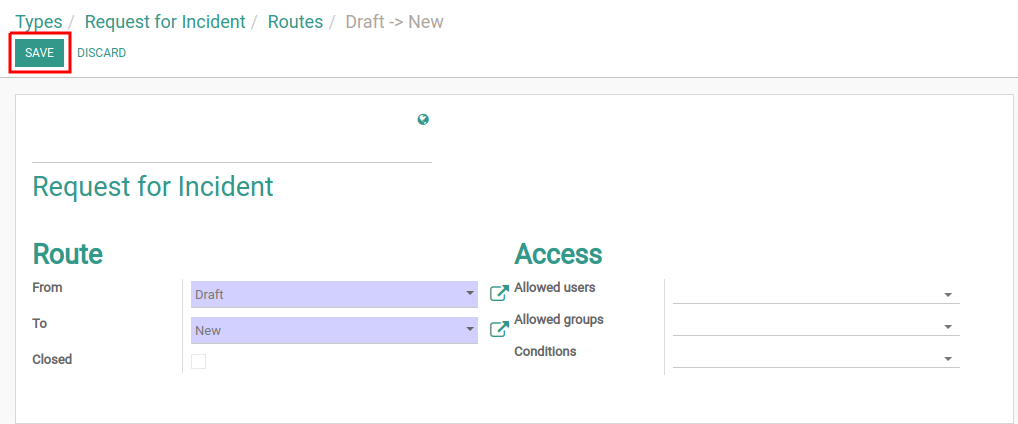 Types / Request for Incident / Routes / Draft -> New
SAVE DISCARD
Request for Incident
Route
From Draft
To New
Closed
Access
Allowed users
Allowed groups
Conditions